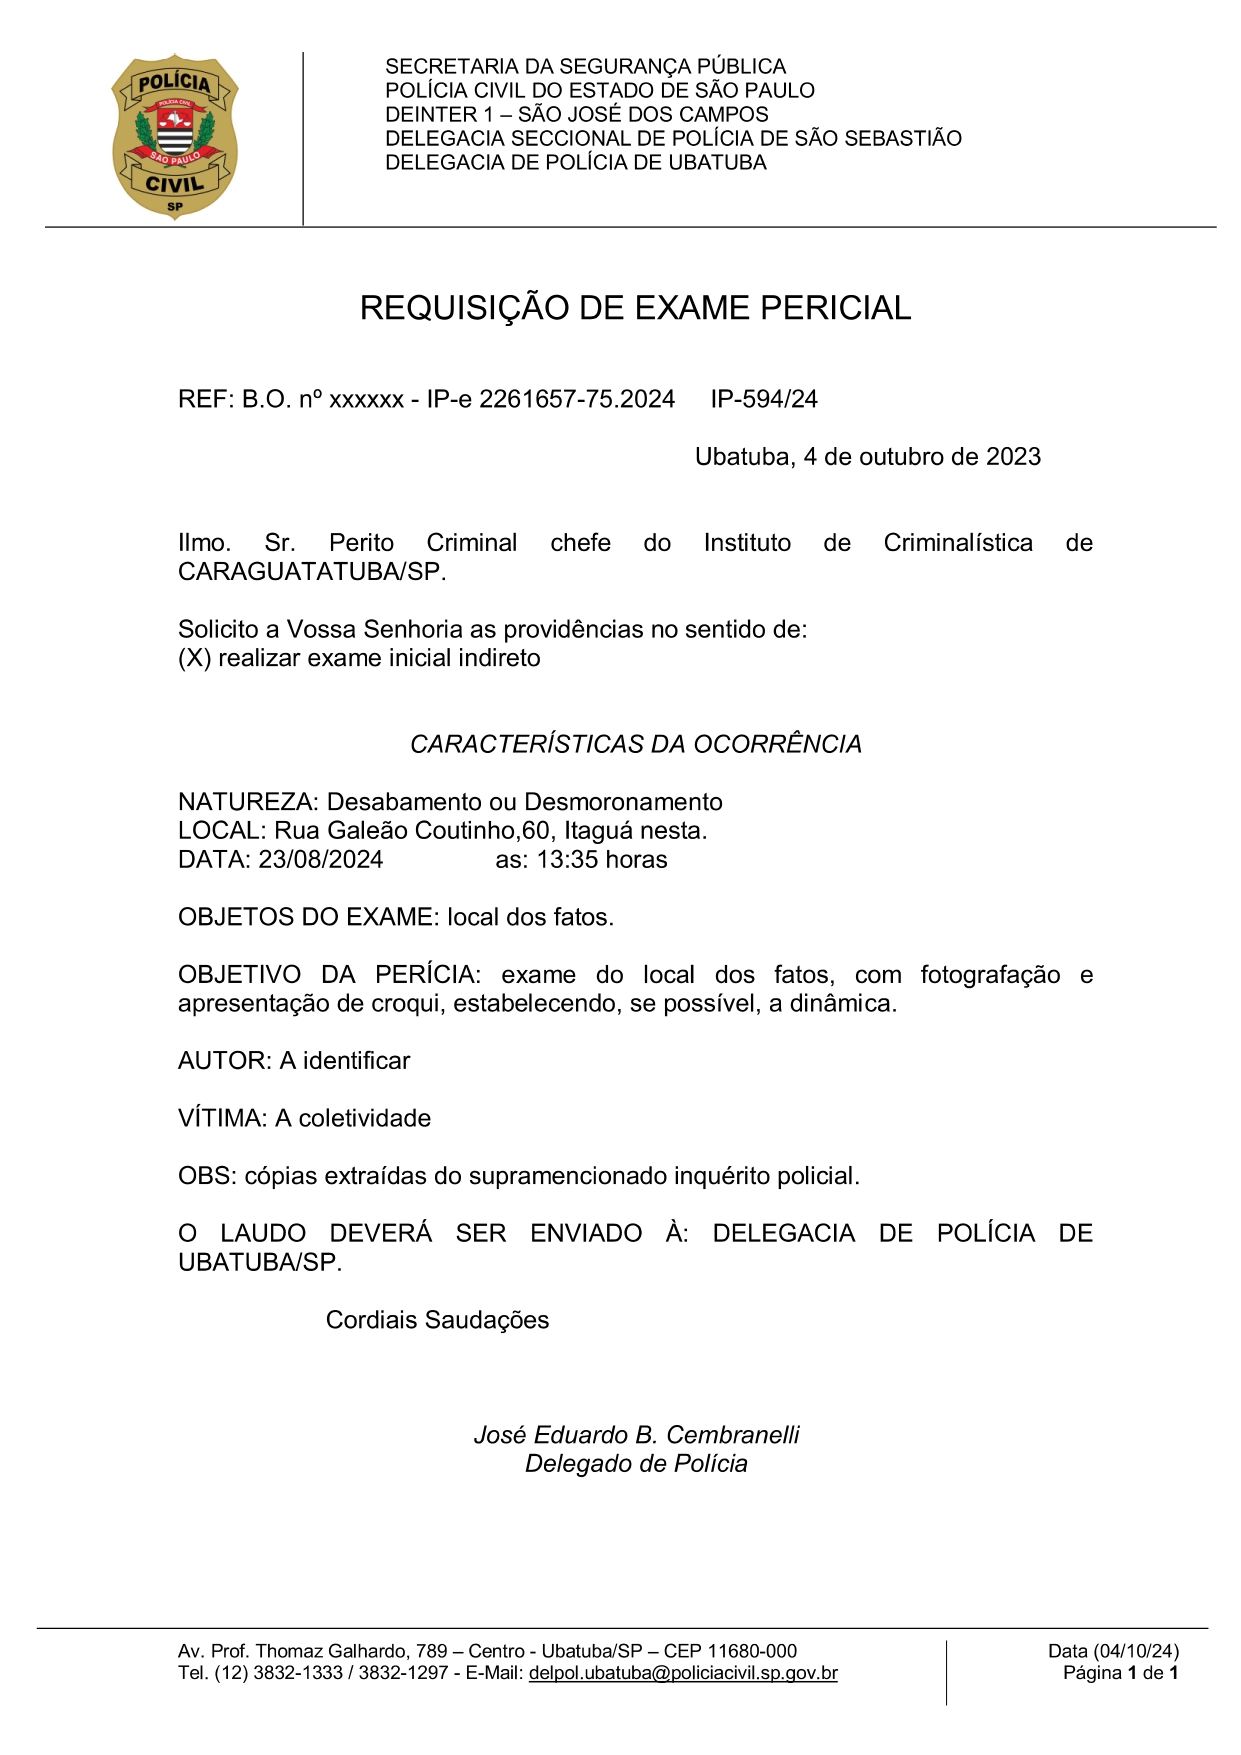 POLÍCIA
POLÍCIA CIVIL
SÃO PAULO
CIVIL
SP
SECRETARIA DA SEGURANÇA PÚBLICA
POLÍCIA CIVIL DO ESTADO DE SÃO PAULO
DEINTER 1 – SÃO JOSÉ DOS CAMPOS
DELEGACIA SECCIONAL DE POLÍCIA DE SÃO SEBASTIÃO
DELEGACIA DE POLÍCIA DE UBATUBA
REQUISIÇÃO DE EXAME PERICIAL
REF: B.O. nº xxxxxx - IP-e 2261657-75.2024 IP-594/24
Ubatuba, 4 de outubro de 2023
Ilmo. Sr. Perito Criminal chefe do Instituto de Criminalística de
CARAGUATATUBA/SP.
Solicito a Vossa Senhoria as providências no sentido de:
(X) realizar exame inicial indireto
CARACTERÍSTICAS DA OCORRÊNCIA
NATUREZA: Desabamento ou Desmoronamento
LOCAL: Rua Galeão Coutinho,60, Itaguá nesta.
DATA: 23/08/2024 as: 13:35 horas
OBJETOS DO EXAME: local dos fatos.
OBJETIVO DA PERÍCIA: exame do local dos fatos, com fotografação e
apresentação de croqui, estabelecendo, se possível, a dinâmica.
AUTOR: A identificar
VÍTIMA: A coletividade
OBS: cópias extraídas do supramencionado inquérito policial.
O LAUDO DEVERÁ SER ENVIADO À: DELEGACIA DE POLÍCIA DE
UBATUBA/SP.
Cordiais Saudações
José Eduardo B. Cembranelli
Delegado de Polícia
Av. Prof. Thomaz Galhardo, 789 – Centro - Ubatuba/SP – CEP 11680-000
Tel. (12) 3832-1333 / 3832-1297 - E-Mail: delpol.ubatuba@policiacivil.sp.gov.br
Data (04/10/24)
Página 1 de 1